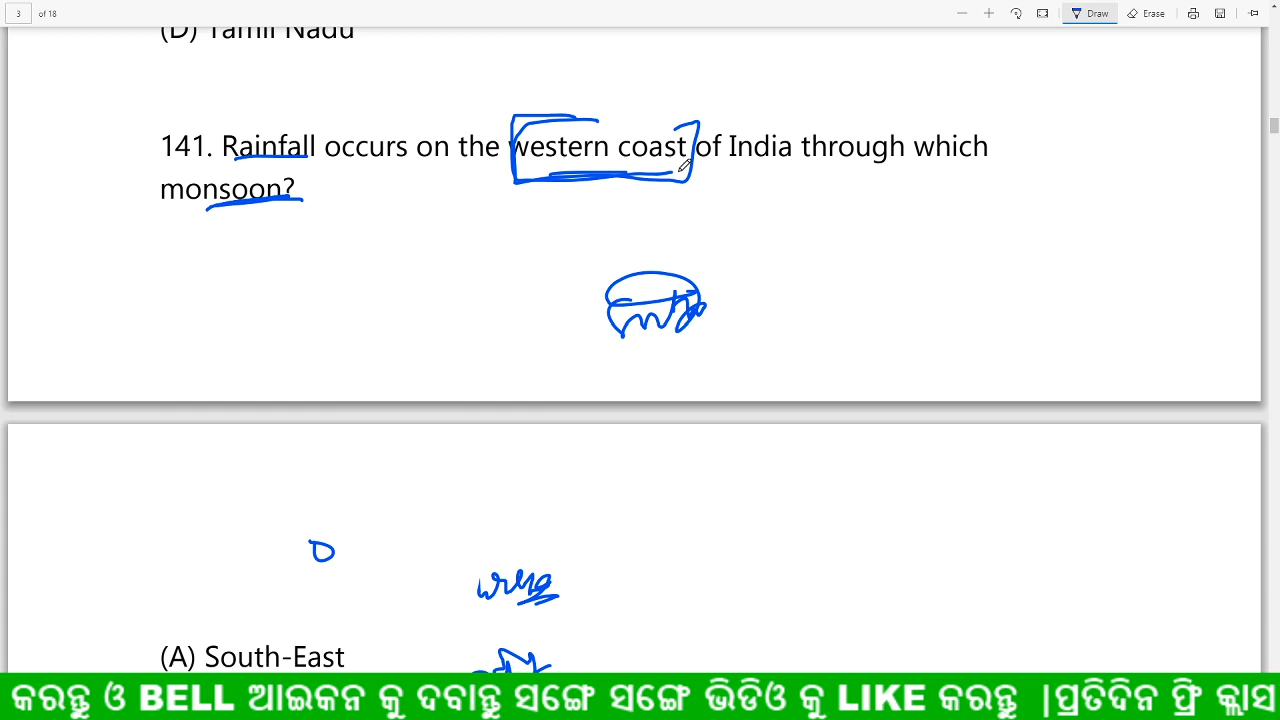 3 of 18
Draw
Erase
(D) Tamil Nadu
141. Rainfall occurs on the western coast of India through which
monsoon?
(A) South-East
କରନ୍ତୁ ଓ BELL ଆଇକନ କୁ ଦବାନ୍ତୁ ସଙ୍ଗେ ସଙ୍ଗେ ଭିଡିଓ କୁ LIKE କରନ୍ତୁ |ପ୍ରତିଦିନ ଫ୍ରି କ୍ଲାସ